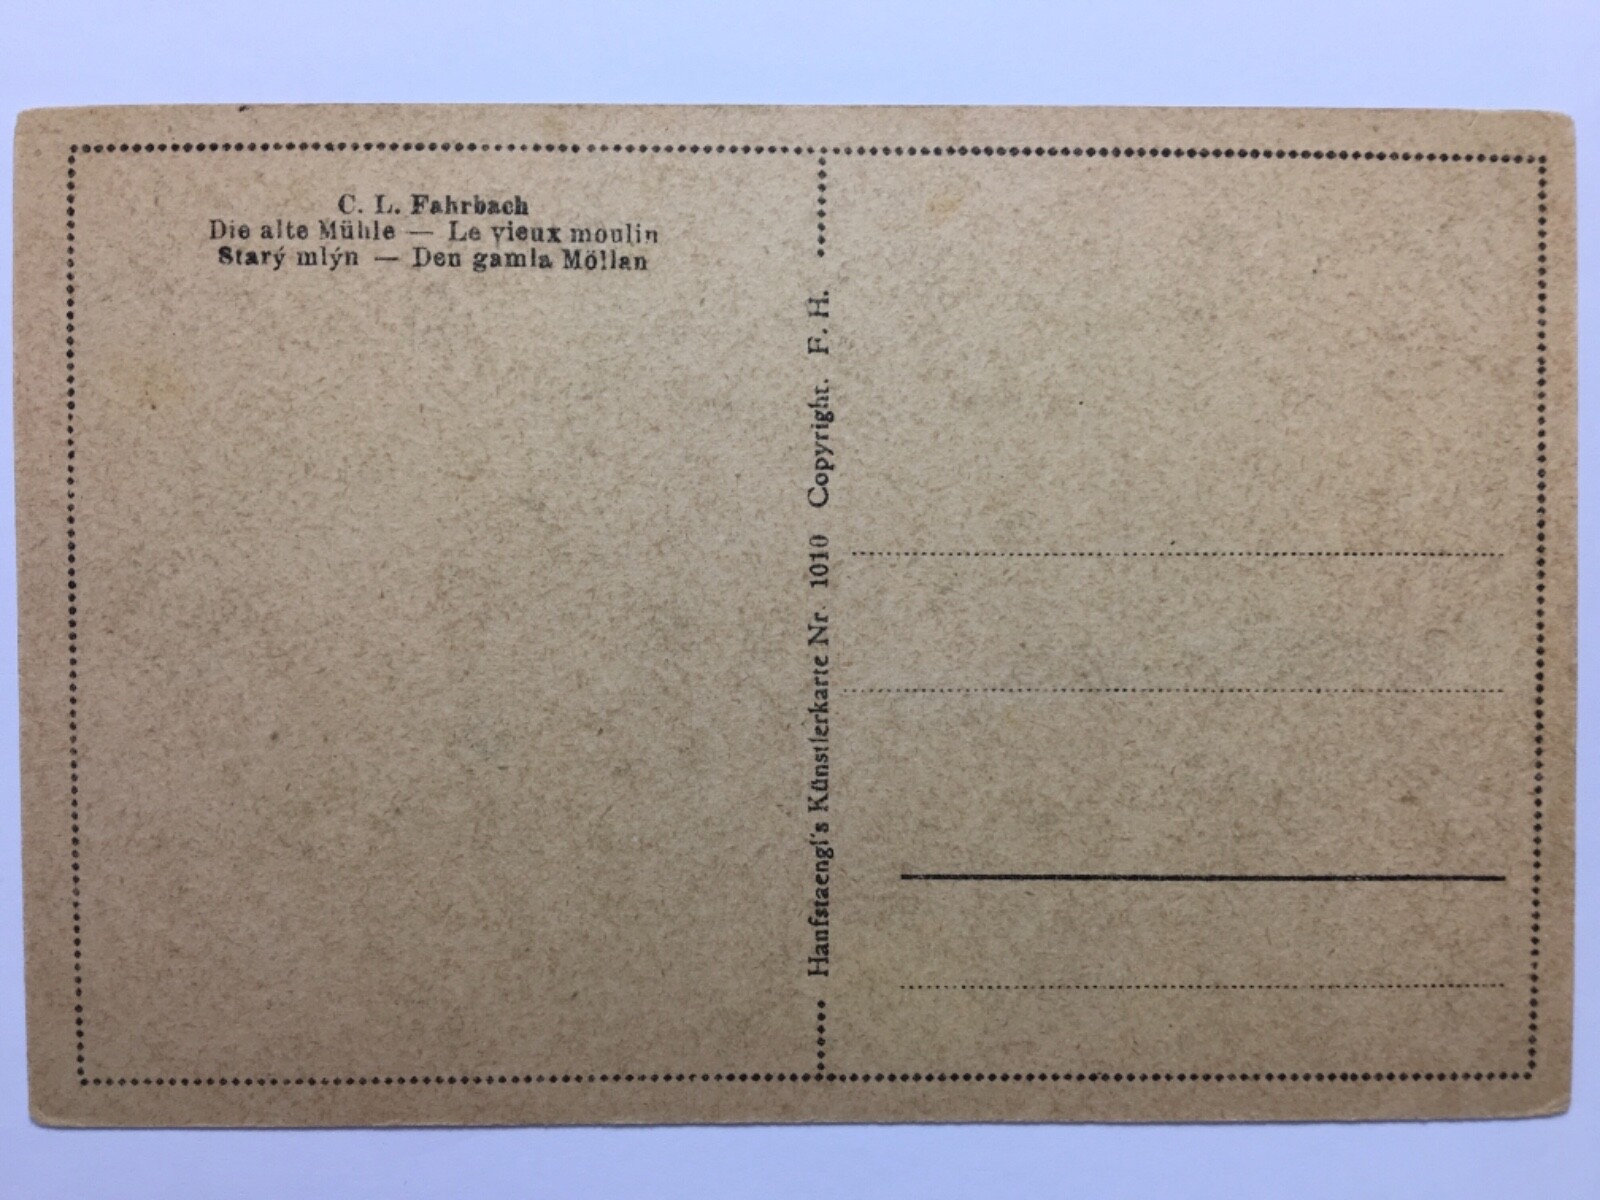 C. L. Fahrbach
Die alte Mühle — Le vieux moulin
Starý mlýn — Den gamla Möllan
Hanfstaengl's Künstlerkarte Nr. 1010 Copyright. F. H.